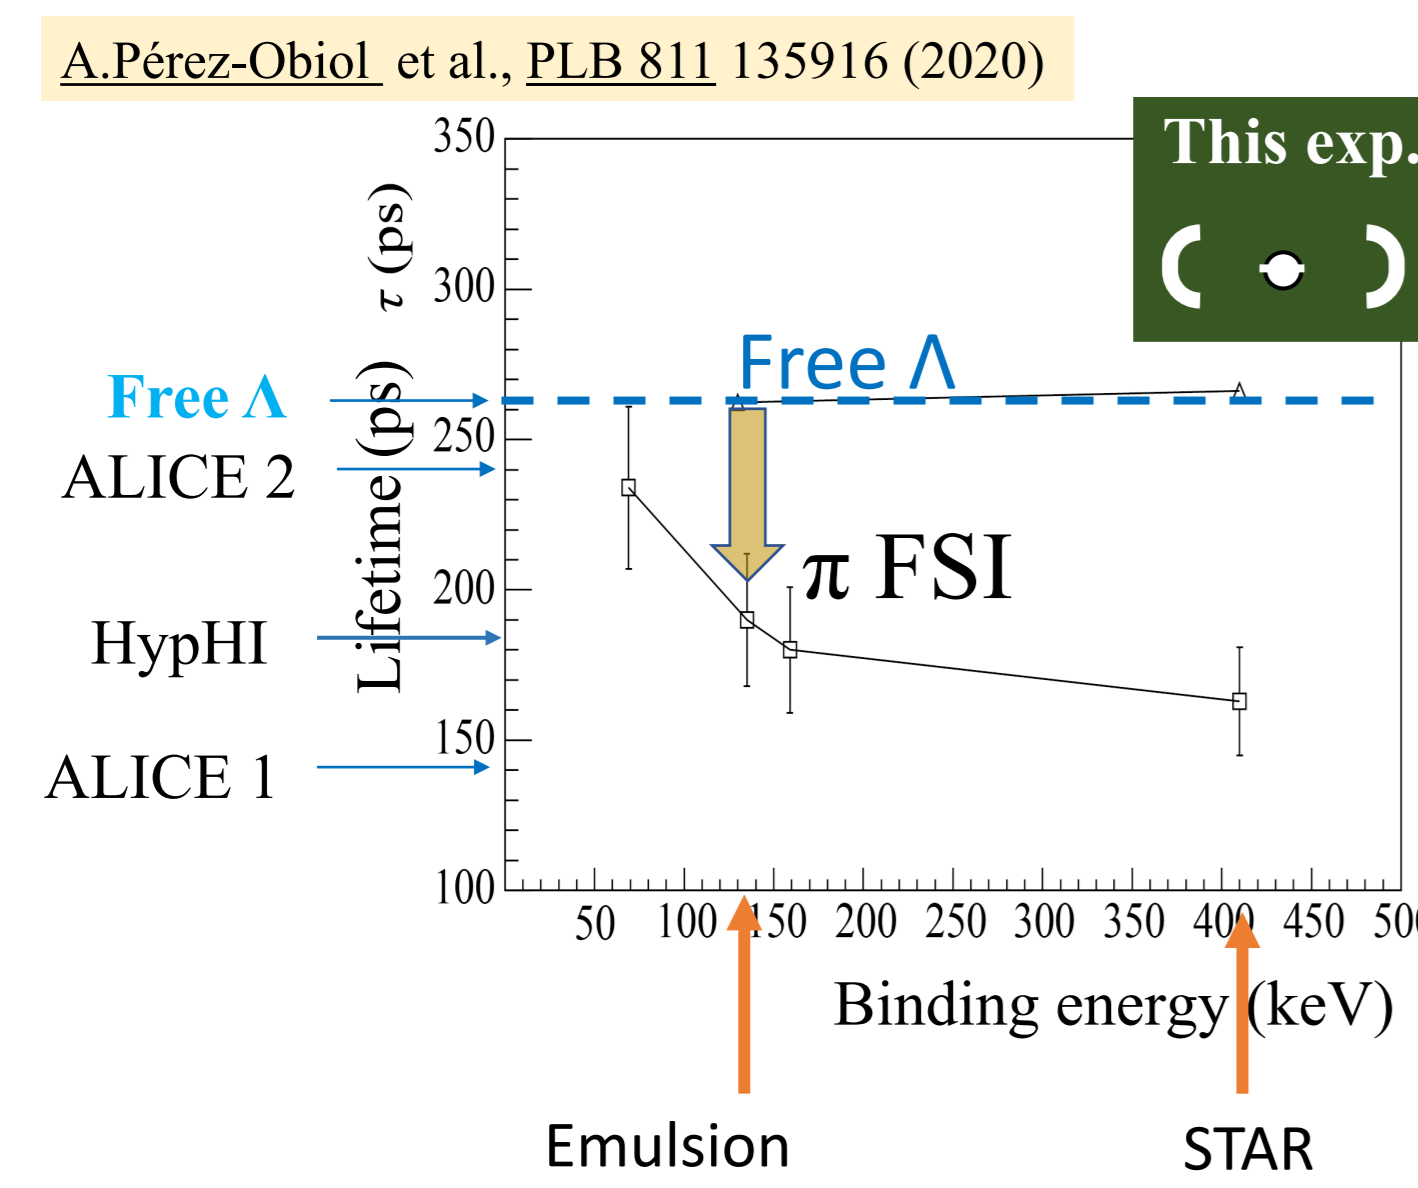 A.Pérez-Obiol et al., PLB 811 135916 (2020)
This exp.
350
300
250
200
150
100
τ (ps)
Lifetime (ps)
Free Λ
ALICE 2
HypHI
ALICE 1
Free Λ
π FSI
50 100 150 200 250 300 350 400 450 500
Binding energy (keV)
Emulsion
STAR